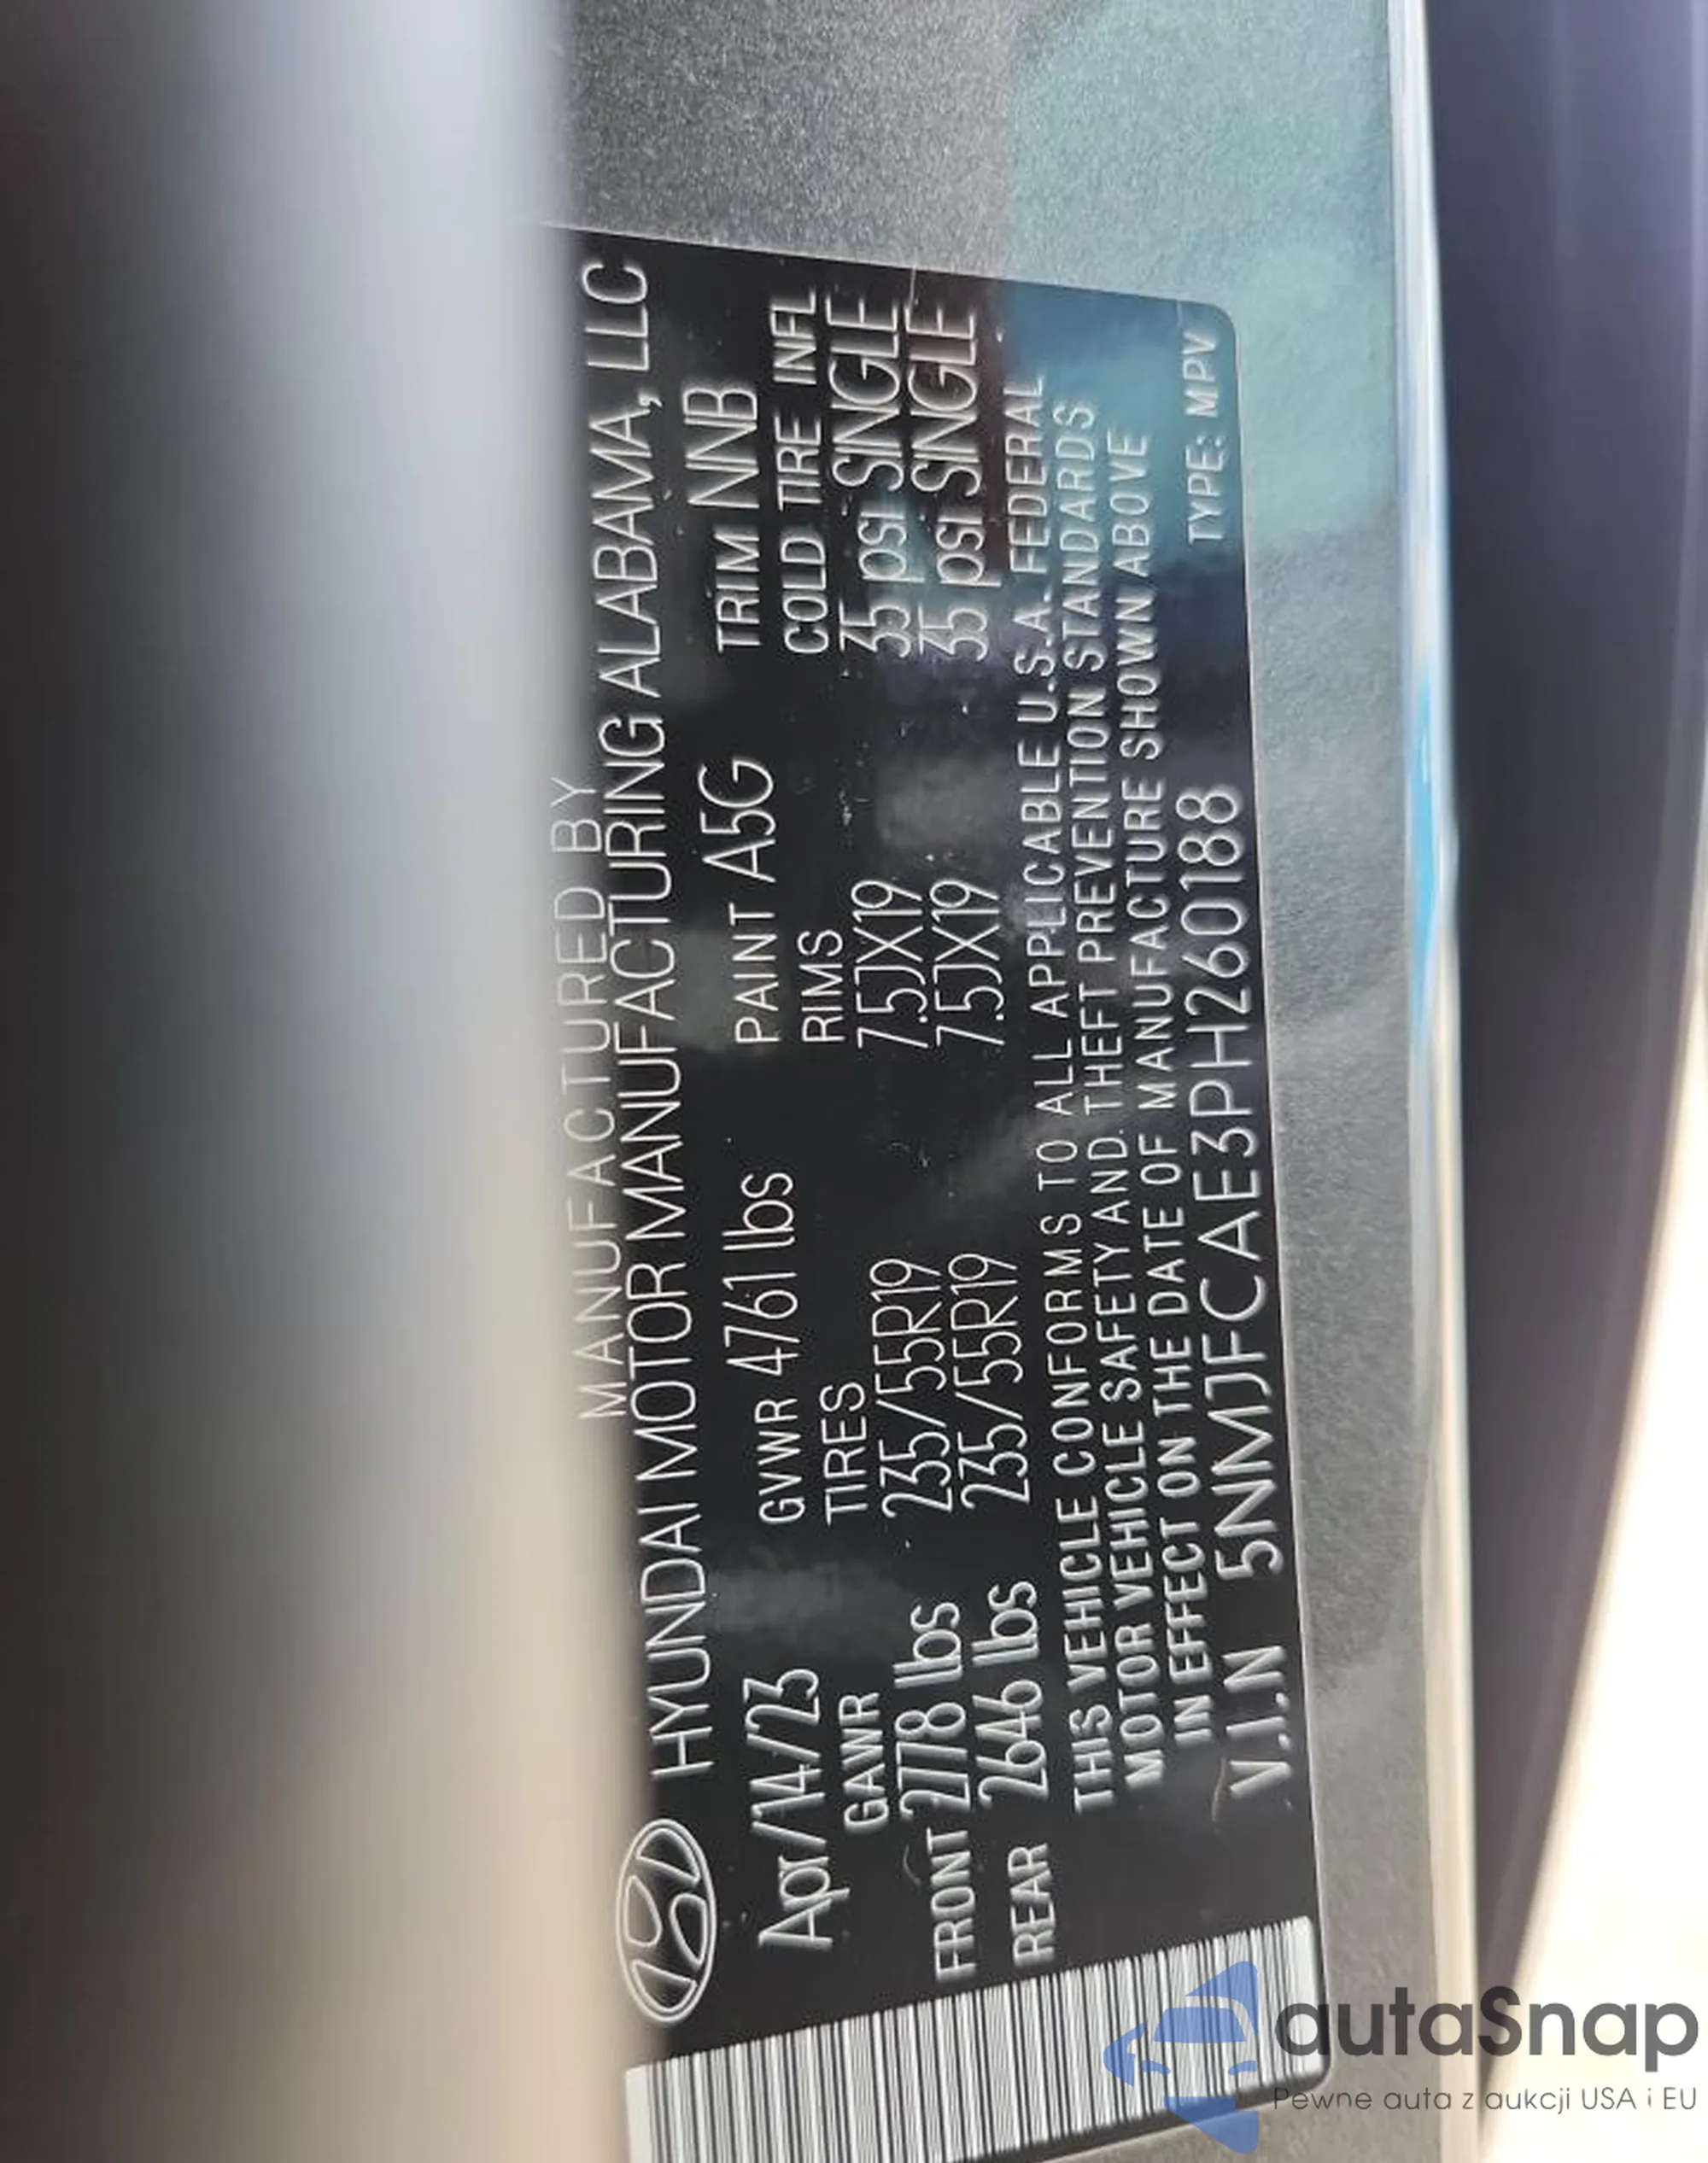 MANUFACTURED BY
HYUNDAI MOTOR MANUFACTURING ALABAMA, LLC
Apr/14/23 GVWR 4761 lbs PAINT A5G TRIM NNB
GAWR TIRES RIMS COLD TIRE INFL
FRONT 2778 lbs 235/55R19 7.5JX19 35 psi SINGLE
REAR 2646 lbs 235/55R19 7.5JX19 35 psi SINGLE
THIS VEHICLE CONFORMS TO ALL APPLICABLE U.S.A. FEDERAL
MOTOR VEHICLE SAFETY AND THEFT PREVENTION STANDARDS
IN EFFECT ON THE DATE OF MANUFACTURE SHOWN ABOVE
V.I.N 5NMJFCAE3PH260188 TYPE: MPV
autaSnap
Pewne auta z aukcji USA i EU